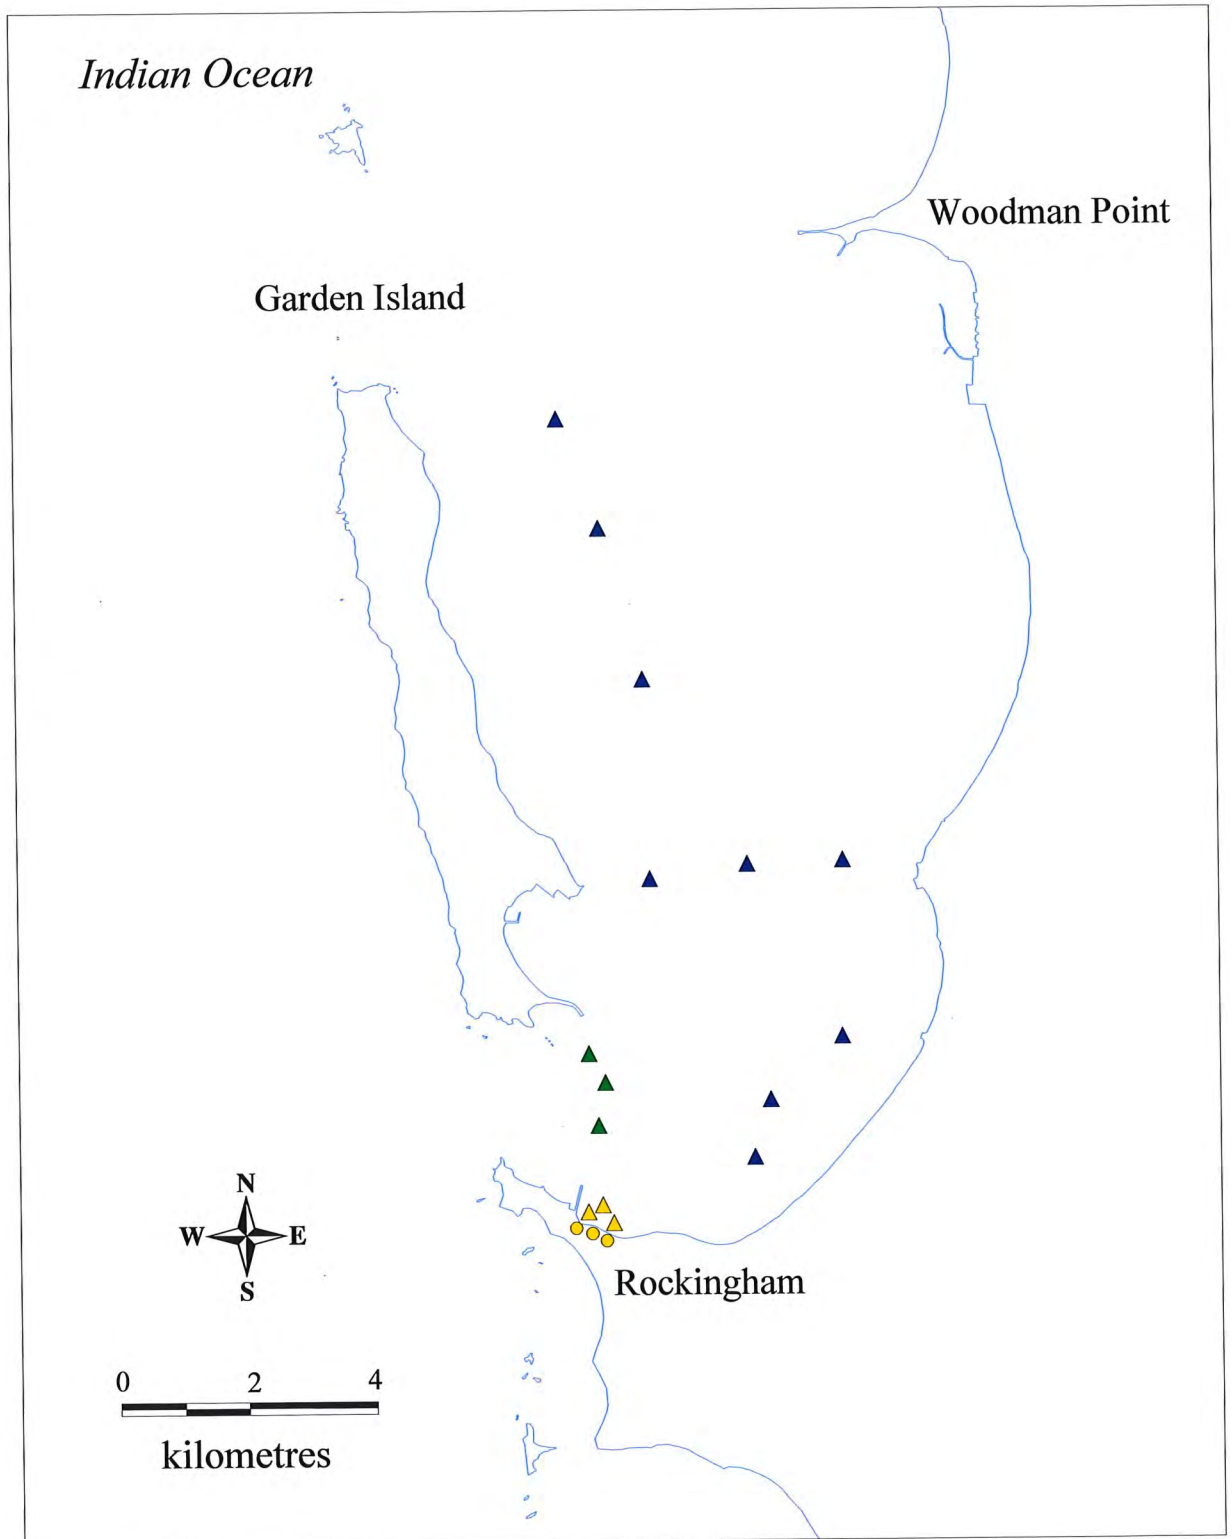 Indian Ocean
Woodman Point
Garden Island
N
W E
S
Rockingham
0 2 4
kilometres